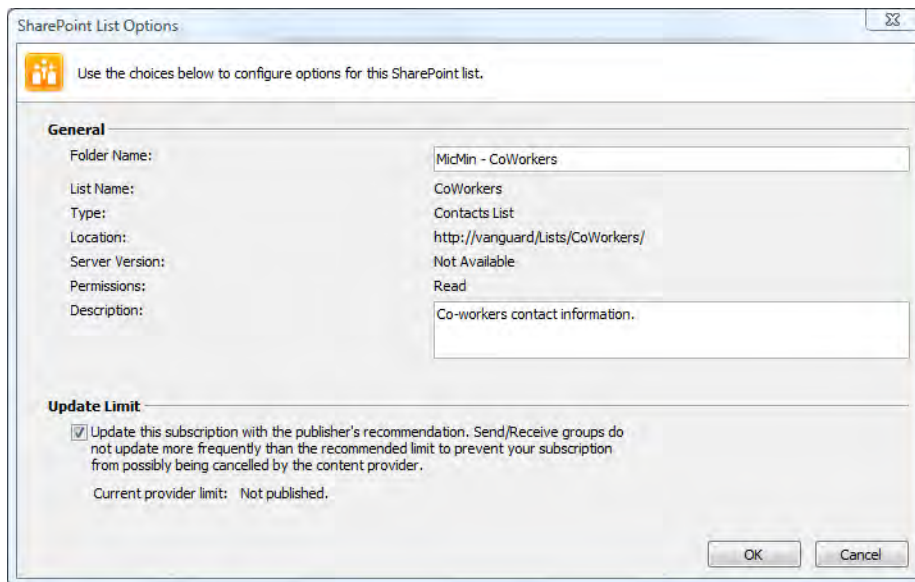 SharePoint List Options
Use the choices below to configure options for this SharePoint list.
General
Folder Name: MicMin - CoWorkers
List Name: CoWorkers
Type: Contacts List
Location: http://vanguard/Lists/CoWorkers/
Server Version: Not Available
Permissions: Read
Description: Co-workers contact information.
Update Limit
Update this subscription with the publisher's recommendation. Send/Receive groups do
not update more frequently than the recommended limit to prevent your subscription
from possibly being cancelled by the content provider.
Current provider limit: Not published.
OK Cancel